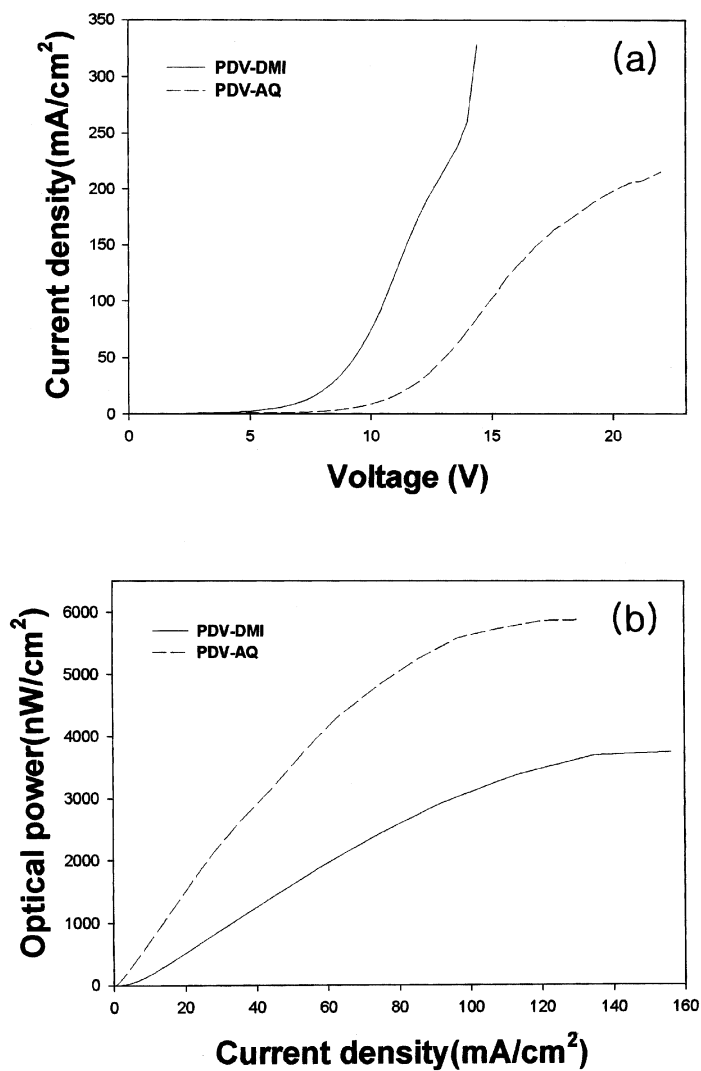 350
(a)
PDV-DMI
PDV-AQ
300
250
200
150
100
50
0
Current density(mA/cm²)
0 5 10 15 20
Voltage (V)
6000
(b)
PDV-DMI
PDV-AQ
5000
4000
3000
2000
1000
0
Optical power(nW/cm²)
0 20 40 60 80 100 120 140 160
Current density(mA/cm²)